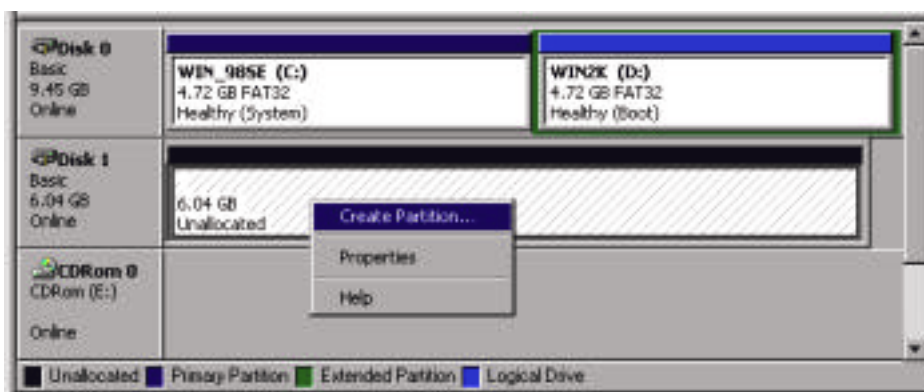 Disk 0
Basic
9.45 GB
Online
WIN_98SE (C:)
4.72 GB FAT32
Healthy (System)
WIN2K (D:)
4.72 GB FAT32
Healthy (Boot)
Disk 1
Basic
6.04 GB
Online
6.04 GB
Unallocated
Create Partition...
Properties
Help
CDRom 0
CDRom (E:)
Online
Unallocated Primary Partition Extended Partition Logical Drive